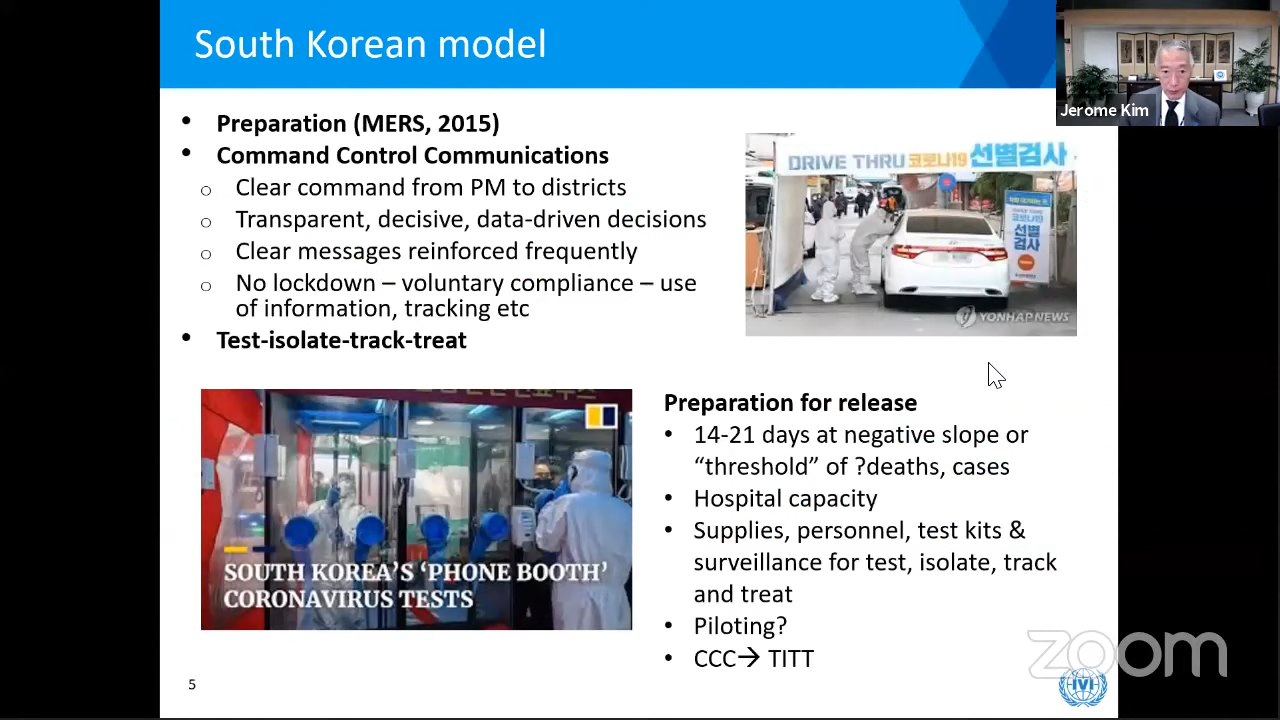 South Korean model
Jerome Kim
• Preparation (MERS, 2015)
• Command Control Communications
o Clear command from PM to districts
o Transparent, decisive, data-driven decisions
o Clear messages reinforced frequently
o No lockdown – voluntary compliance – use
of information, tracking etc
• Test-isolate-track-treat
DRIVE THRU 코로나19 선별검사
코로나19
선별
검사
YONHAP NEWS
SOUTH KOREA'S ‘PHONE BOOTH’
CORONAVIRUS TESTS
Preparation for release
• 14-21 days at negative slope or
“threshold” of ?deaths, cases
• Hospital capacity
• Supplies, personnel, test kits &
surveillance for test, isolate, track
and treat
• Piloting?
• CCC→ TITT
zoom
IVI
5